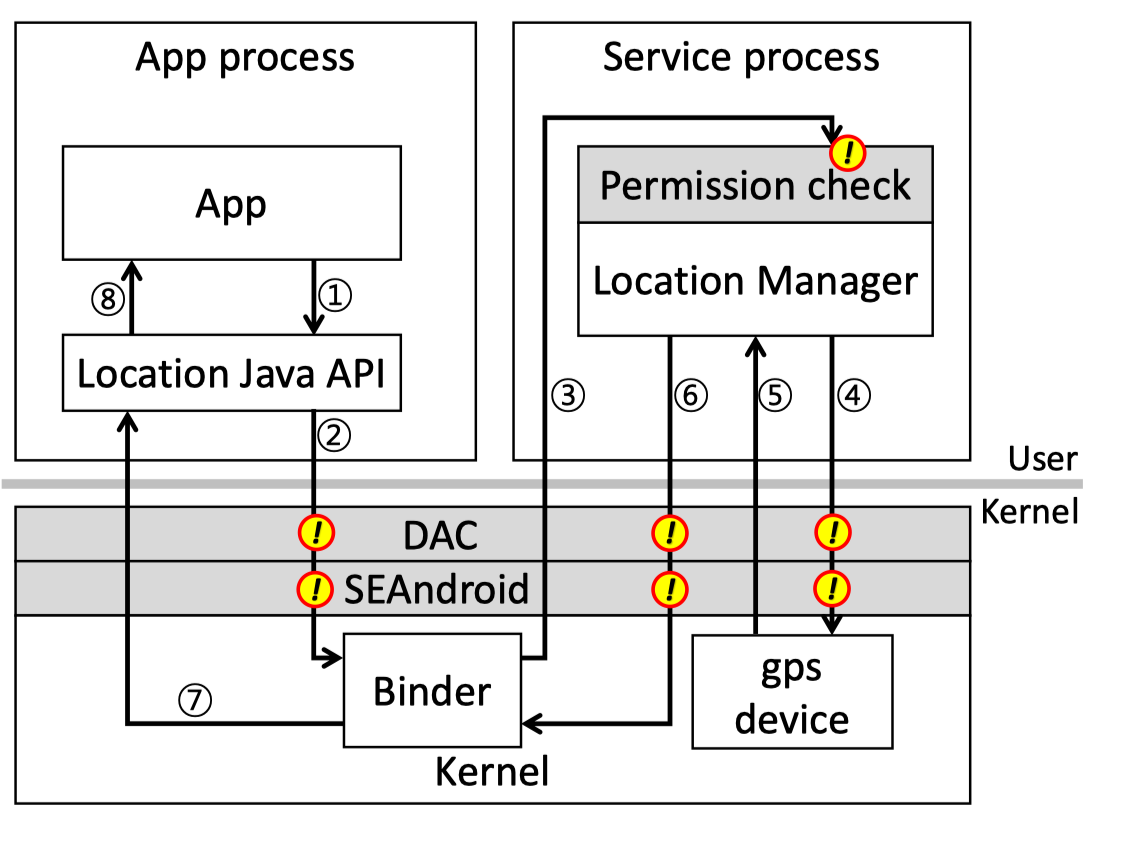 App process
Service process
!
Permission check
App
Location Manager
⑧
①
Location Java API
③
⑥
⑤
④
②
User
Kernel
!
DAC
!
!
!
SEAndroid
!
!
gps
device
Binder
⑦
Kernel